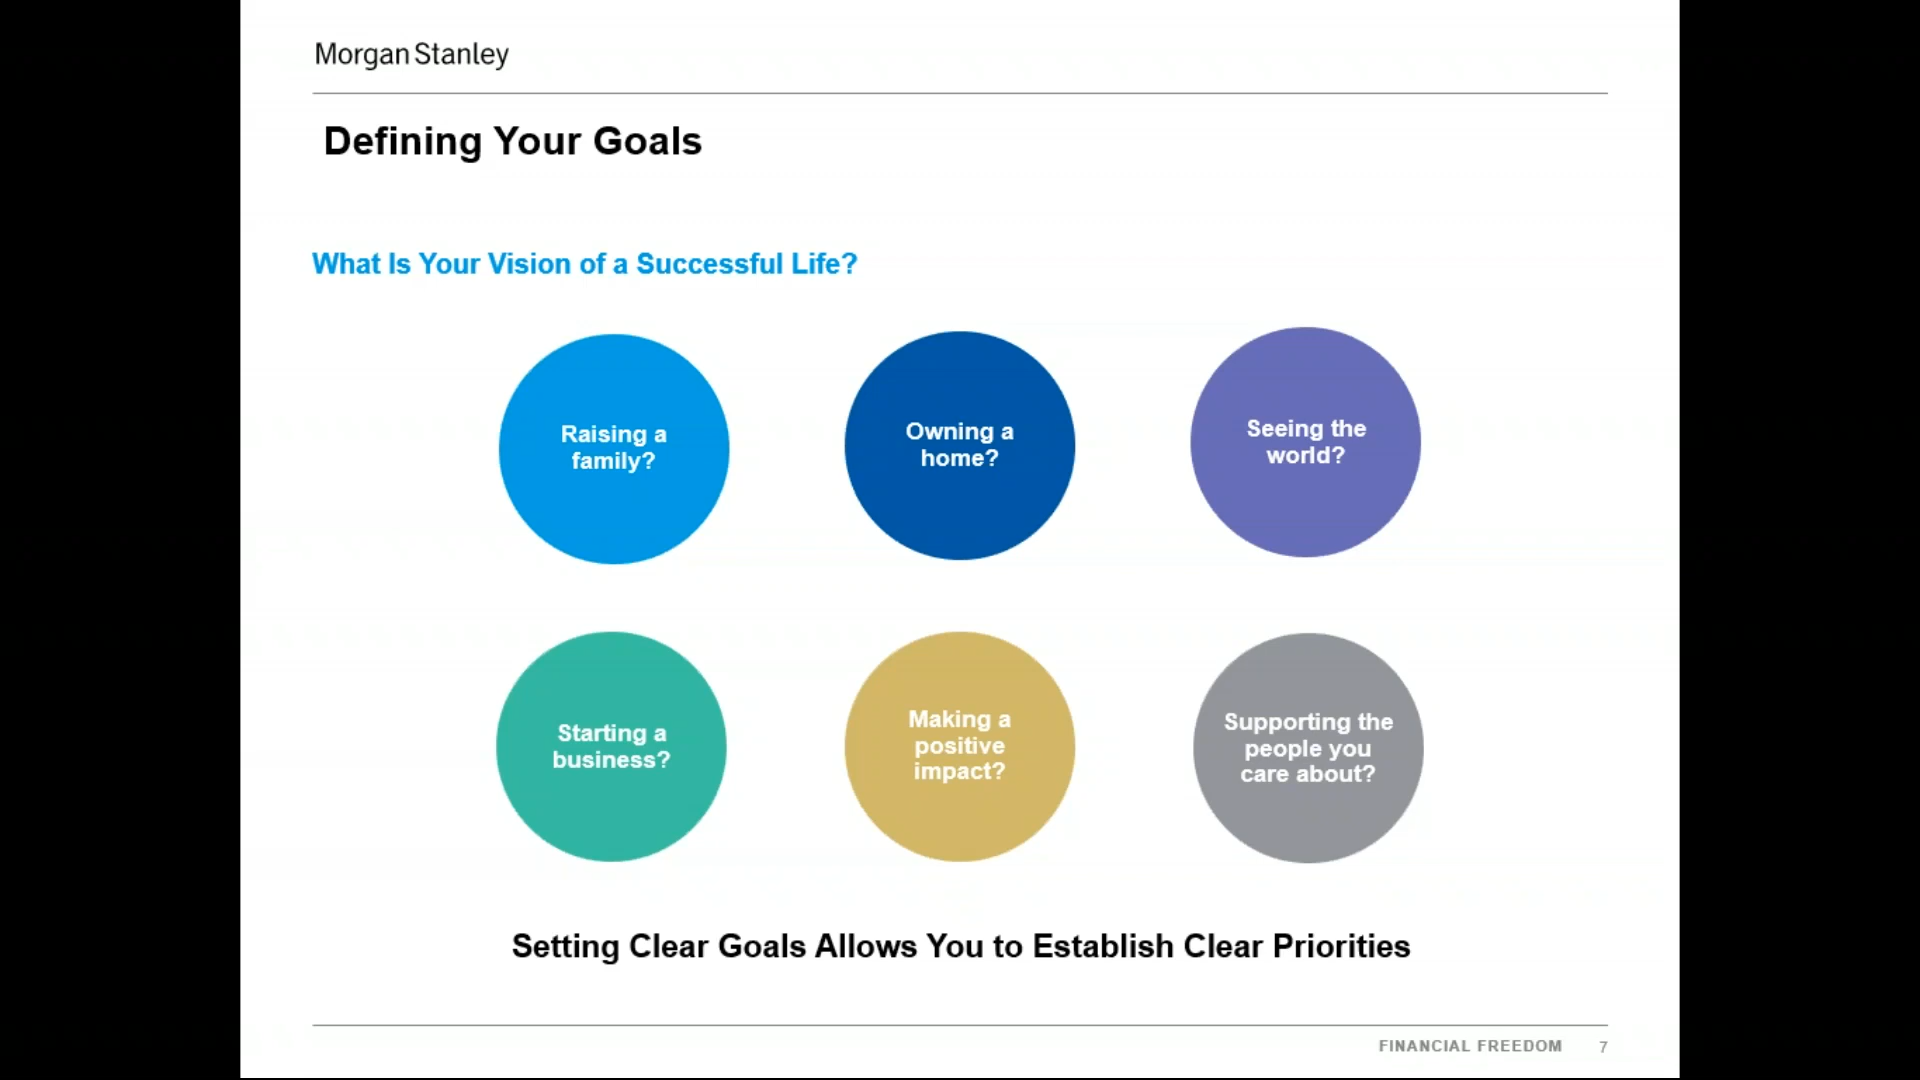 Morgan Stanley
Defining Your Goals
What Is Your Vision of a Successful Life?
Raising a
family?
Owning a
home?
Seeing the
world?
Starting a
business?
Making a
positive
impact?
Supporting the
people you
care about?
Setting Clear Goals Allows You to Establish Clear Priorities
FINANCIAL FREEDOM 7